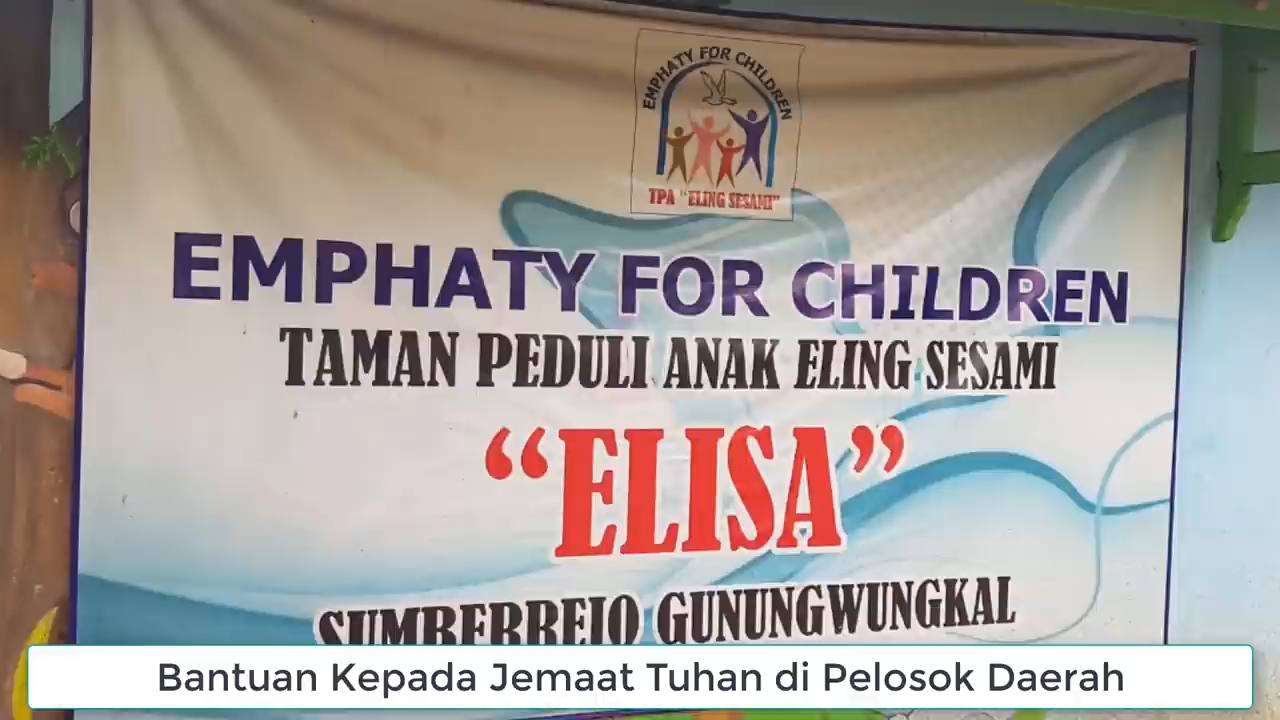 EMPHATY FOR CHILDREN
TPA "ELING SESAMI"
EMPHATY FOR CHILDREN
TAMAN PEDULI ANAK ELING SESAMI
"ELISA"
SUMBERREJO GUNUNGWUNGKAL
Bantuan Kepada Jemaat Tuhan di Pelosok Daerah